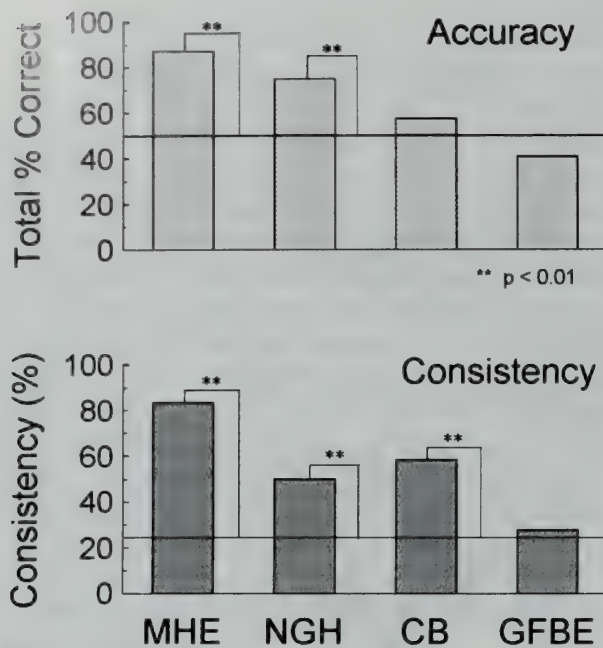 Accuracy
Total % Correct
100
80
60
40
20
0
**
**
** p < 0.01
Consistency
Consistency (%)
100
80
60
40
20
0
**
**
**
MHE NGH CB GFBE